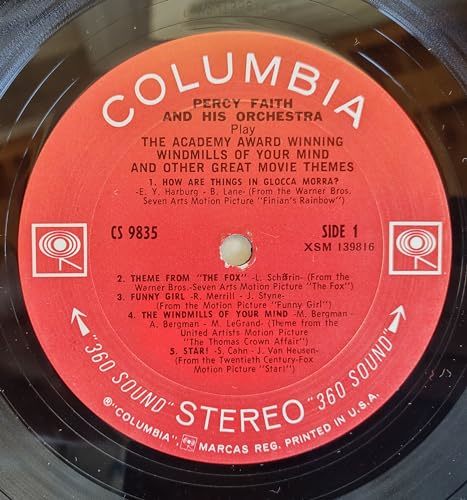 COLUMBIA
PERCY FAITH
AND HIS ORCHESTRA
Play
THE ACADEMY AWARD WINNING
WINDMILLS OF YOUR MIND
AND OTHER GREAT MOVIE THEMES
1. HOW ARE THINGS IN GLOCCA MORRA?
-E. Y. Harburg - B. Lane- (From the Warner Bros.
Seven Arts Motion Picture "Finian's Rainbow")
CS 9835
SIDE 1
XSM 139816
2. THEME FROM "THE FOX" -L. Schifrin- (From the
Warner Bros.-Seven Arts Motion Picture "The Fox")
3. FUNNY GIRL -R. Merrill - J. Styne-
(From the Motion Picture "Funny Girl")
4. THE WINDMILLS OF YOUR MIND -M. Bergman -
A. Bergman - M. LeGrand- (Theme from the
United Artists Motion Picture
"The Thomas Crown Affair")
5. STAR! -S. Cahn - J. Van Heusen-
(From the Twentieth Century-Fox
Motion Picture "Star!")
"360 SOUND" STEREO "360 SOUND"
® "COLUMBIA", MARCAS REG. PRINTED IN U.S.A.